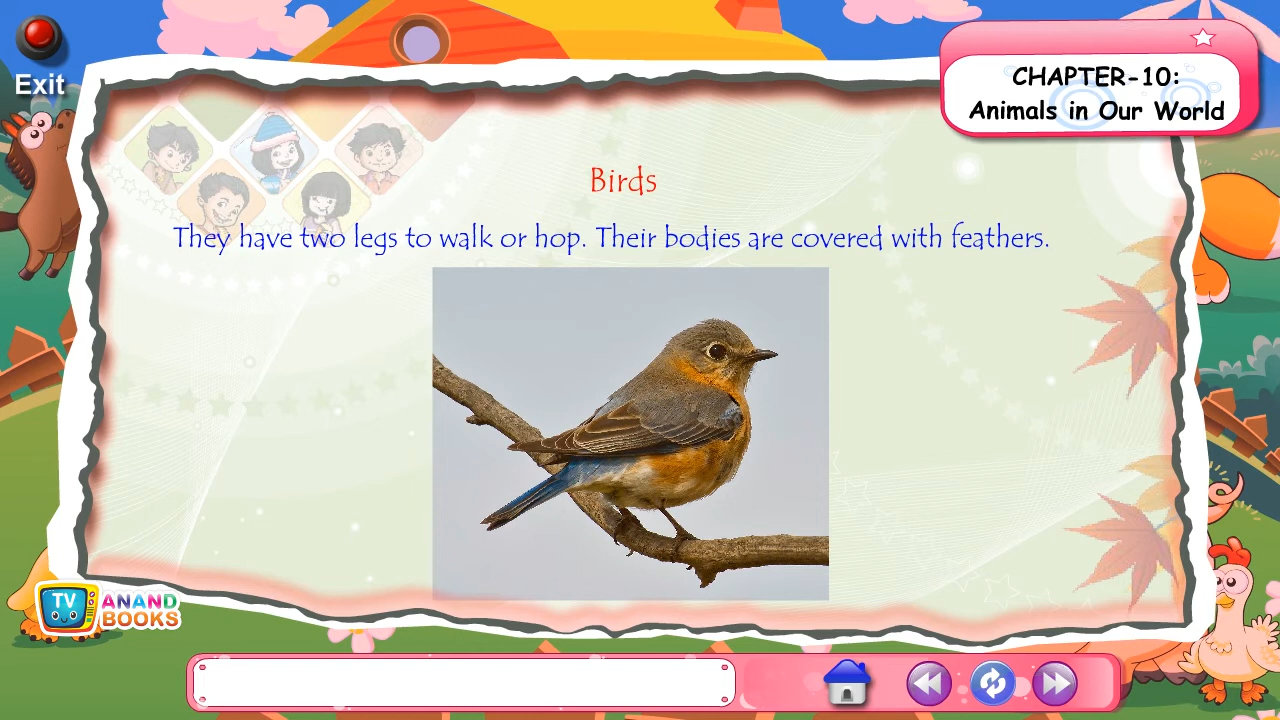 Exit
CHAPTER-10:
Animals in Our World
Birds
They have two legs to walk or hop. Their bodies are covered with feathers.
TV
ANAND
BOOKS